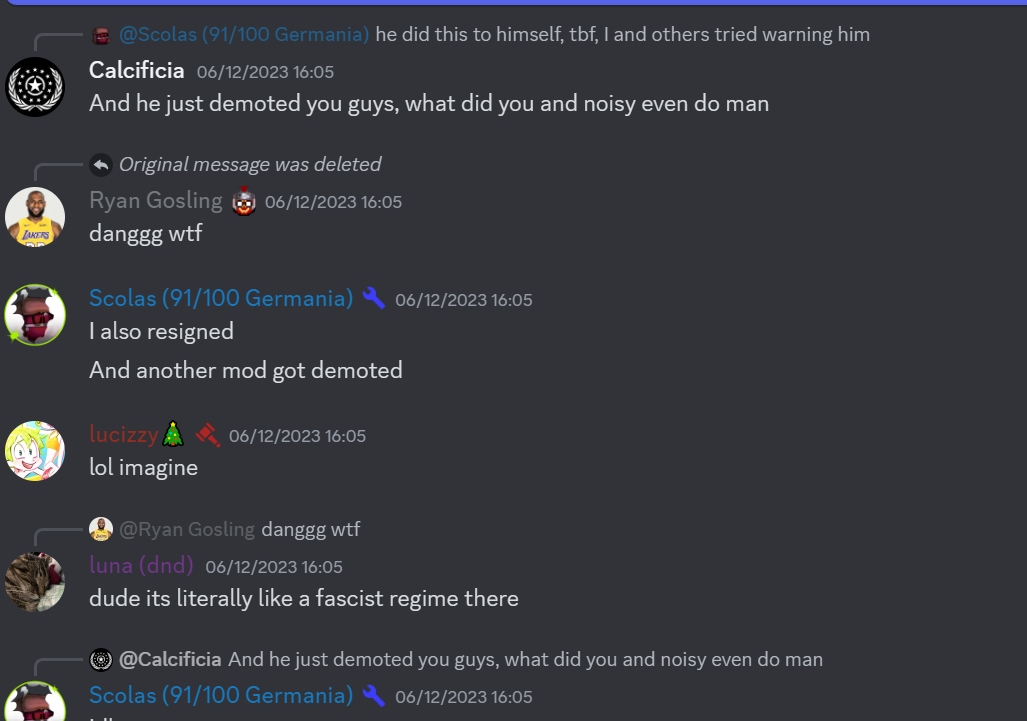 @Scolas (91/100 Germania) he did this to himself, tbf, I and others tried warning him
Calcificia 06/12/2023 16:05
And he just demoted you guys, what did you and noisy even do man
Original message was deleted
Ryan Gosling 06/12/2023 16:05
danggg wtf
Scolas (91/100 Germania) 06/12/2023 16:05
I also resigned
And another mod got demoted
lucizzy 06/12/2023 16:05
lol imagine
@Ryan Gosling danggg wtf
luna (dnd) 06/12/2023 16:05
dude its literally like a fascist regime there
@Calcificia And he just demoted you guys, what did you and noisy even do man
Scolas (91/100 Germania) 06/12/2023 16:05